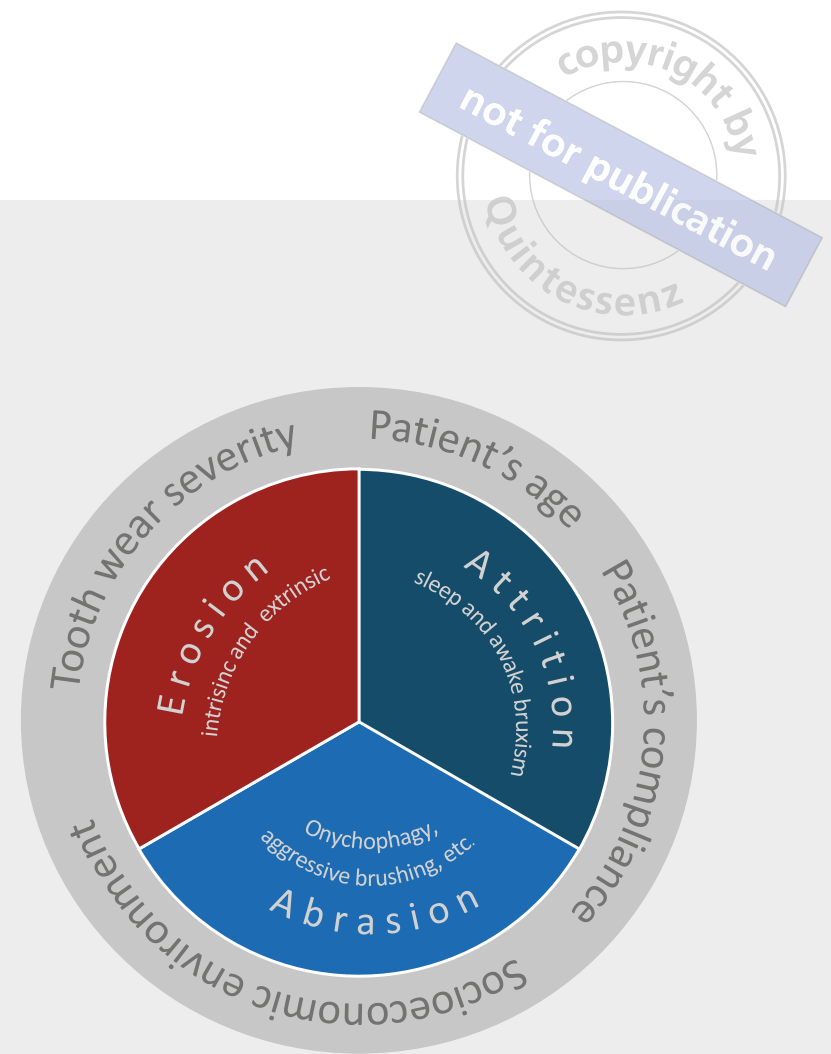 copyright by
not for publication
Quintessenz
Tooth wear severity
Patient’s age
Patient’s compliance
Socioeconomic environment
Erosion
intrisinc and extrinsic
Attrition
sleep and awake bruxism
Onychophagy,
aggressive brushing, etc.
Abrasion